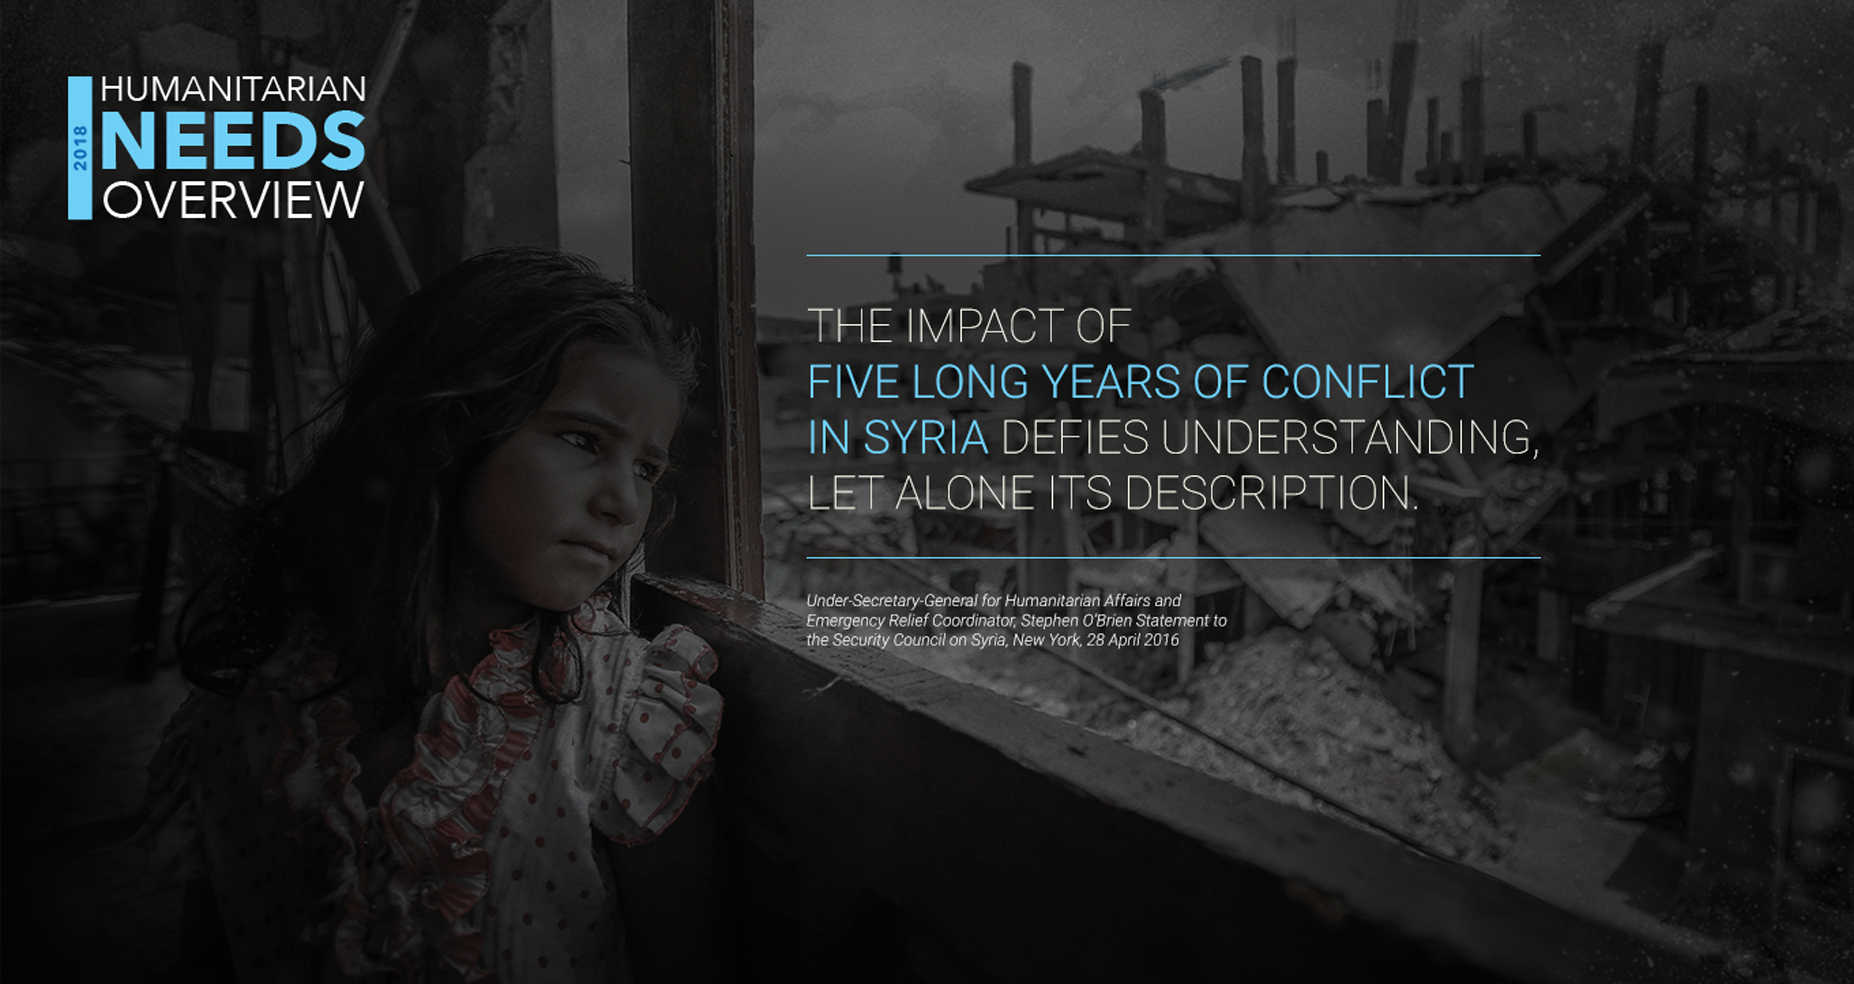 2018
HUMANITARIAN
NEEDS
OVERVIEW
THE IMPACT OF
FIVE LONG YEARS OF CONFLICT
IN SYRIA DEFIES UNDERSTANDING,
LET ALONE ITS DESCRIPTION.
Under-Secretary-General for Humanitarian Affairs and
Emergency Relief Coordinator, Stephen O'Brien Statement to
the Security Council on Syria, New York, 28 April 2016